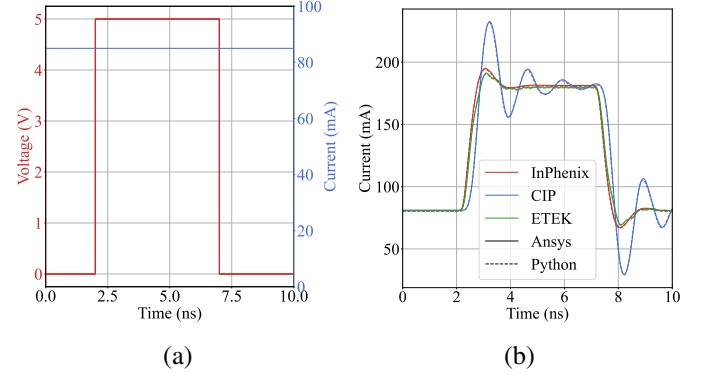 5
4
3
2
1
0
Voltage (V)
100
80
60
40
20
0
Current (mA)
0.0 2.5 5.0 7.5 10.0
Time (ns)
(a)
200
150
100
50
Current (mA)
InPhenix
CIP
ETEK
Ansys
Python
0 2 4 6 8 10
Time (ns)
(b)